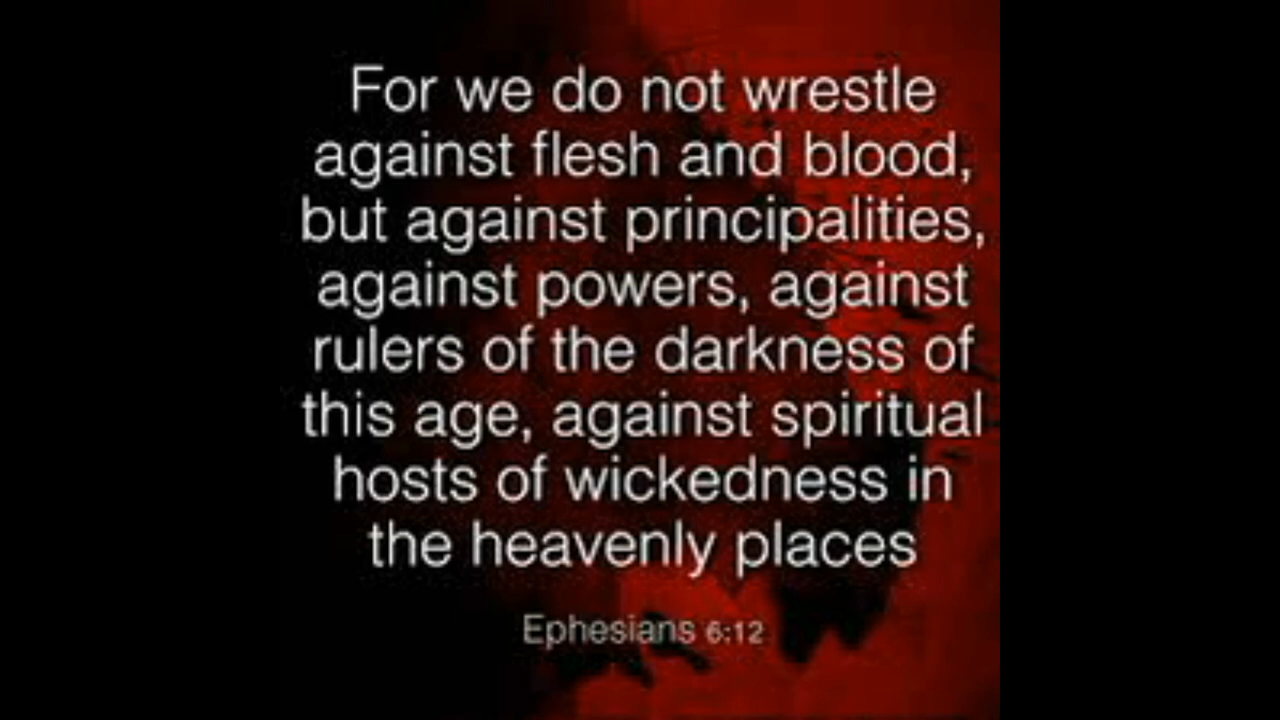 For we do not wrestle
against flesh and blood,
but against principalities,
against powers, against
rulers of the darkness of
this age, against spiritual
hosts of wickedness in
the heavenly places
Ephesians 6:12